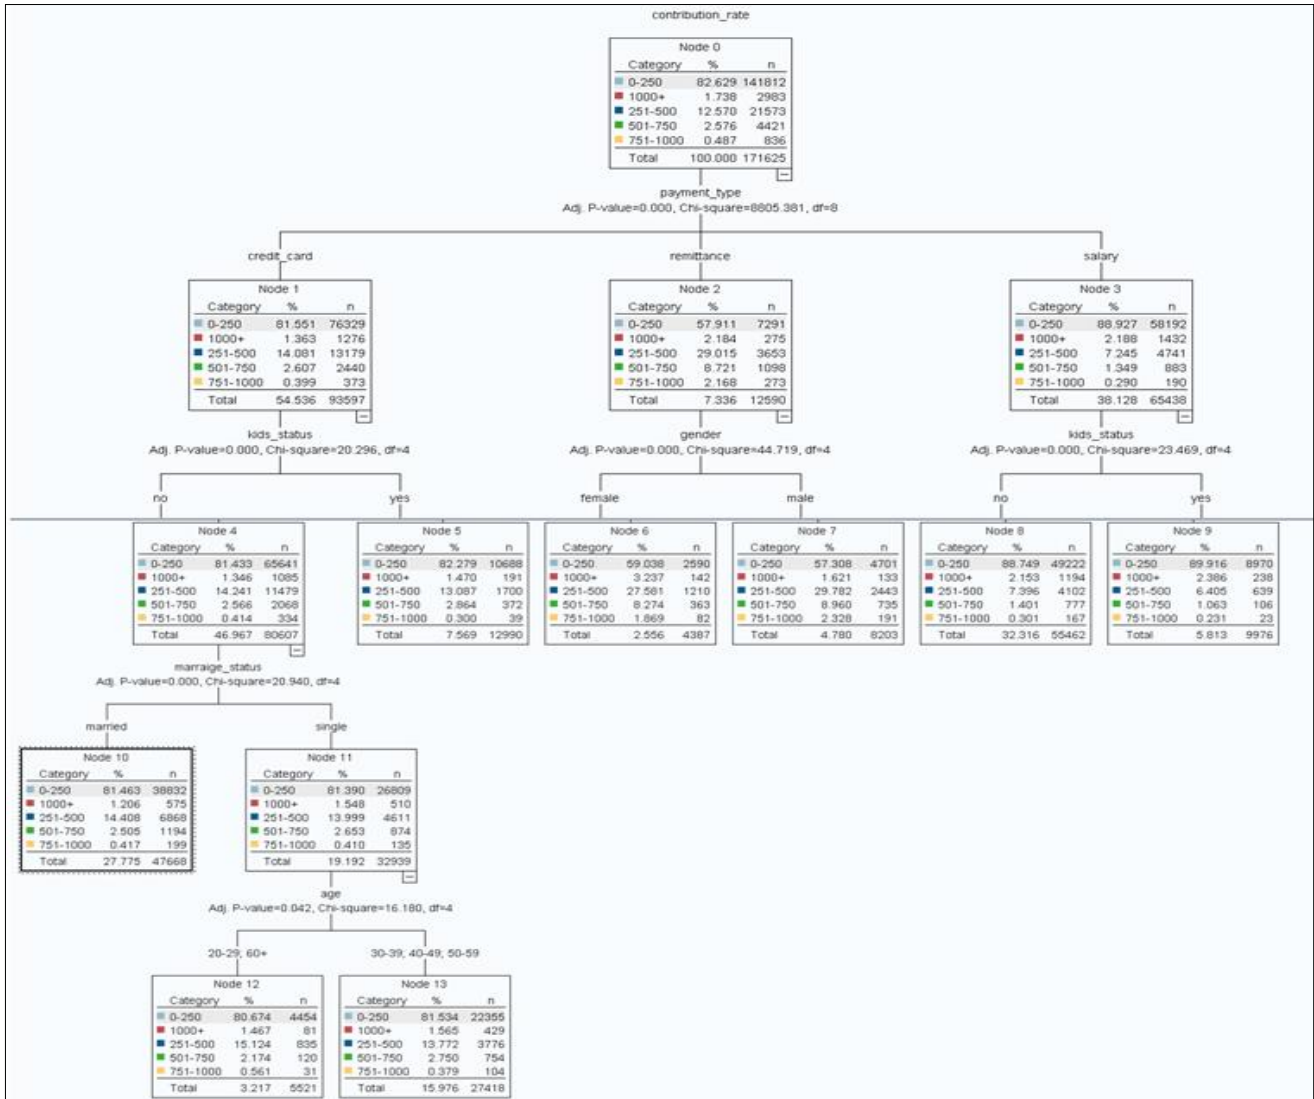 contribution_rate
Node 0
Category % n
0-250 82.629 141812
1000+ 1.738 2983
251-500 12.570 21573
501-750 2.576 4421
751-1000 0.487 836
Total 100.000 171625
payment_type
Adj. P-value=0.000, Chi-square=8805.381, df=8
credit_card
remittance
salary
Node 1
Category % n
0-250 81.551 76329
1000+ 1.363 1276
251-500 14.081 13179
501-750 2.607 2440
751-1000 0.399 373
Total 54.536 93597
Node 2
Category % n
0-250 57.911 7291
1000+ 2.184 275
251-500 29.015 3653
501-750 8.721 1098
751-1000 2.168 273
Total 7.336 12590
Node 3
Category % n
0-250 88.927 58192
1000+ 2.188 1432
251-500 7.245 4741
501-750 1.349 883
751-1000 0.290 190
Total 38.128 65438
kids_status
Adj. P-value=0.000, Chi-square=20.296, df=4
gender
Adj. P-value=0.000, Chi-square=44.719, df=4
kids_status
Adj. P-value=0.000, Chi-square=23.469, df=4
no
yes
female
male
no
yes
Node 4
Category % n
0-250 81.433 65641
1000+ 1.346 1085
251-500 14.241 11479
501-750 2.566 2068
751-1000 0.414 334
Total 46.967 80607
Node 5
Category % n
0-250 82.279 10688
1000+ 1.470 191
251-500 13.087 1700
501-750 2.864 372
751-1000 0.300 39
Total 7.569 12990
Node 6
Category % n
0-250 59.038 2590
1000+ 3.237 142
251-500 27.581 1210
501-750 8.274 363
751-1000 1.869 82
Total 2.556 4387
Node 7
Category % n
0-250 57.308 4701
1000+ 1.621 133
251-500 29.782 2443
501-750 8.960 735
751-1000 2.328 191
Total 4.780 8203
Node 8
Category % n
0-250 88.749 49222
1000+ 2.153 1194
251-500 7.396 4102
501-750 1.401 777
751-1000 0.301 167
Total 32.316 55462
Node 9
Category % n
0-250 89.916 8970
1000+ 2.386 238
251-500 6.405 639
501-750 1.063 106
751-1000 0.231 23
Total 5.813 9976
marraige_status
Adj. P-value=0.000, Chi-square=20.940, df=4
married
single
Node 10
Category % n
0-250 81.463 38832
1000+ 1.206 575
251-500 14.408 6868
501-750 2.505 1194
751-1000 0.417 199
Total 27.775 47668
Node 11
Category % n
0-250 81.390 26809
1000+ 1.548 510
251-500 13.999 4611
501-750 2.653 874
751-1000 0.410 135
Total 19.192 32939
age
Adj. P-value=0.042, Chi-square=16.180, df=4
20-29; 60+
30-39; 40-49; 50-59
Node 12
Category % n
0-250 80.674 4454
1000+ 1.467 81
251-500 15.124 835
501-750 2.174 120
751-1000 0.561 31
Total 3.217 5521
Node 13
Category % n
0-250 81.534 22355
1000+ 1.565 429
251-500 13.772 3776
501-750 2.750 754
751-1000 0.379 104
Total 15.976 27418